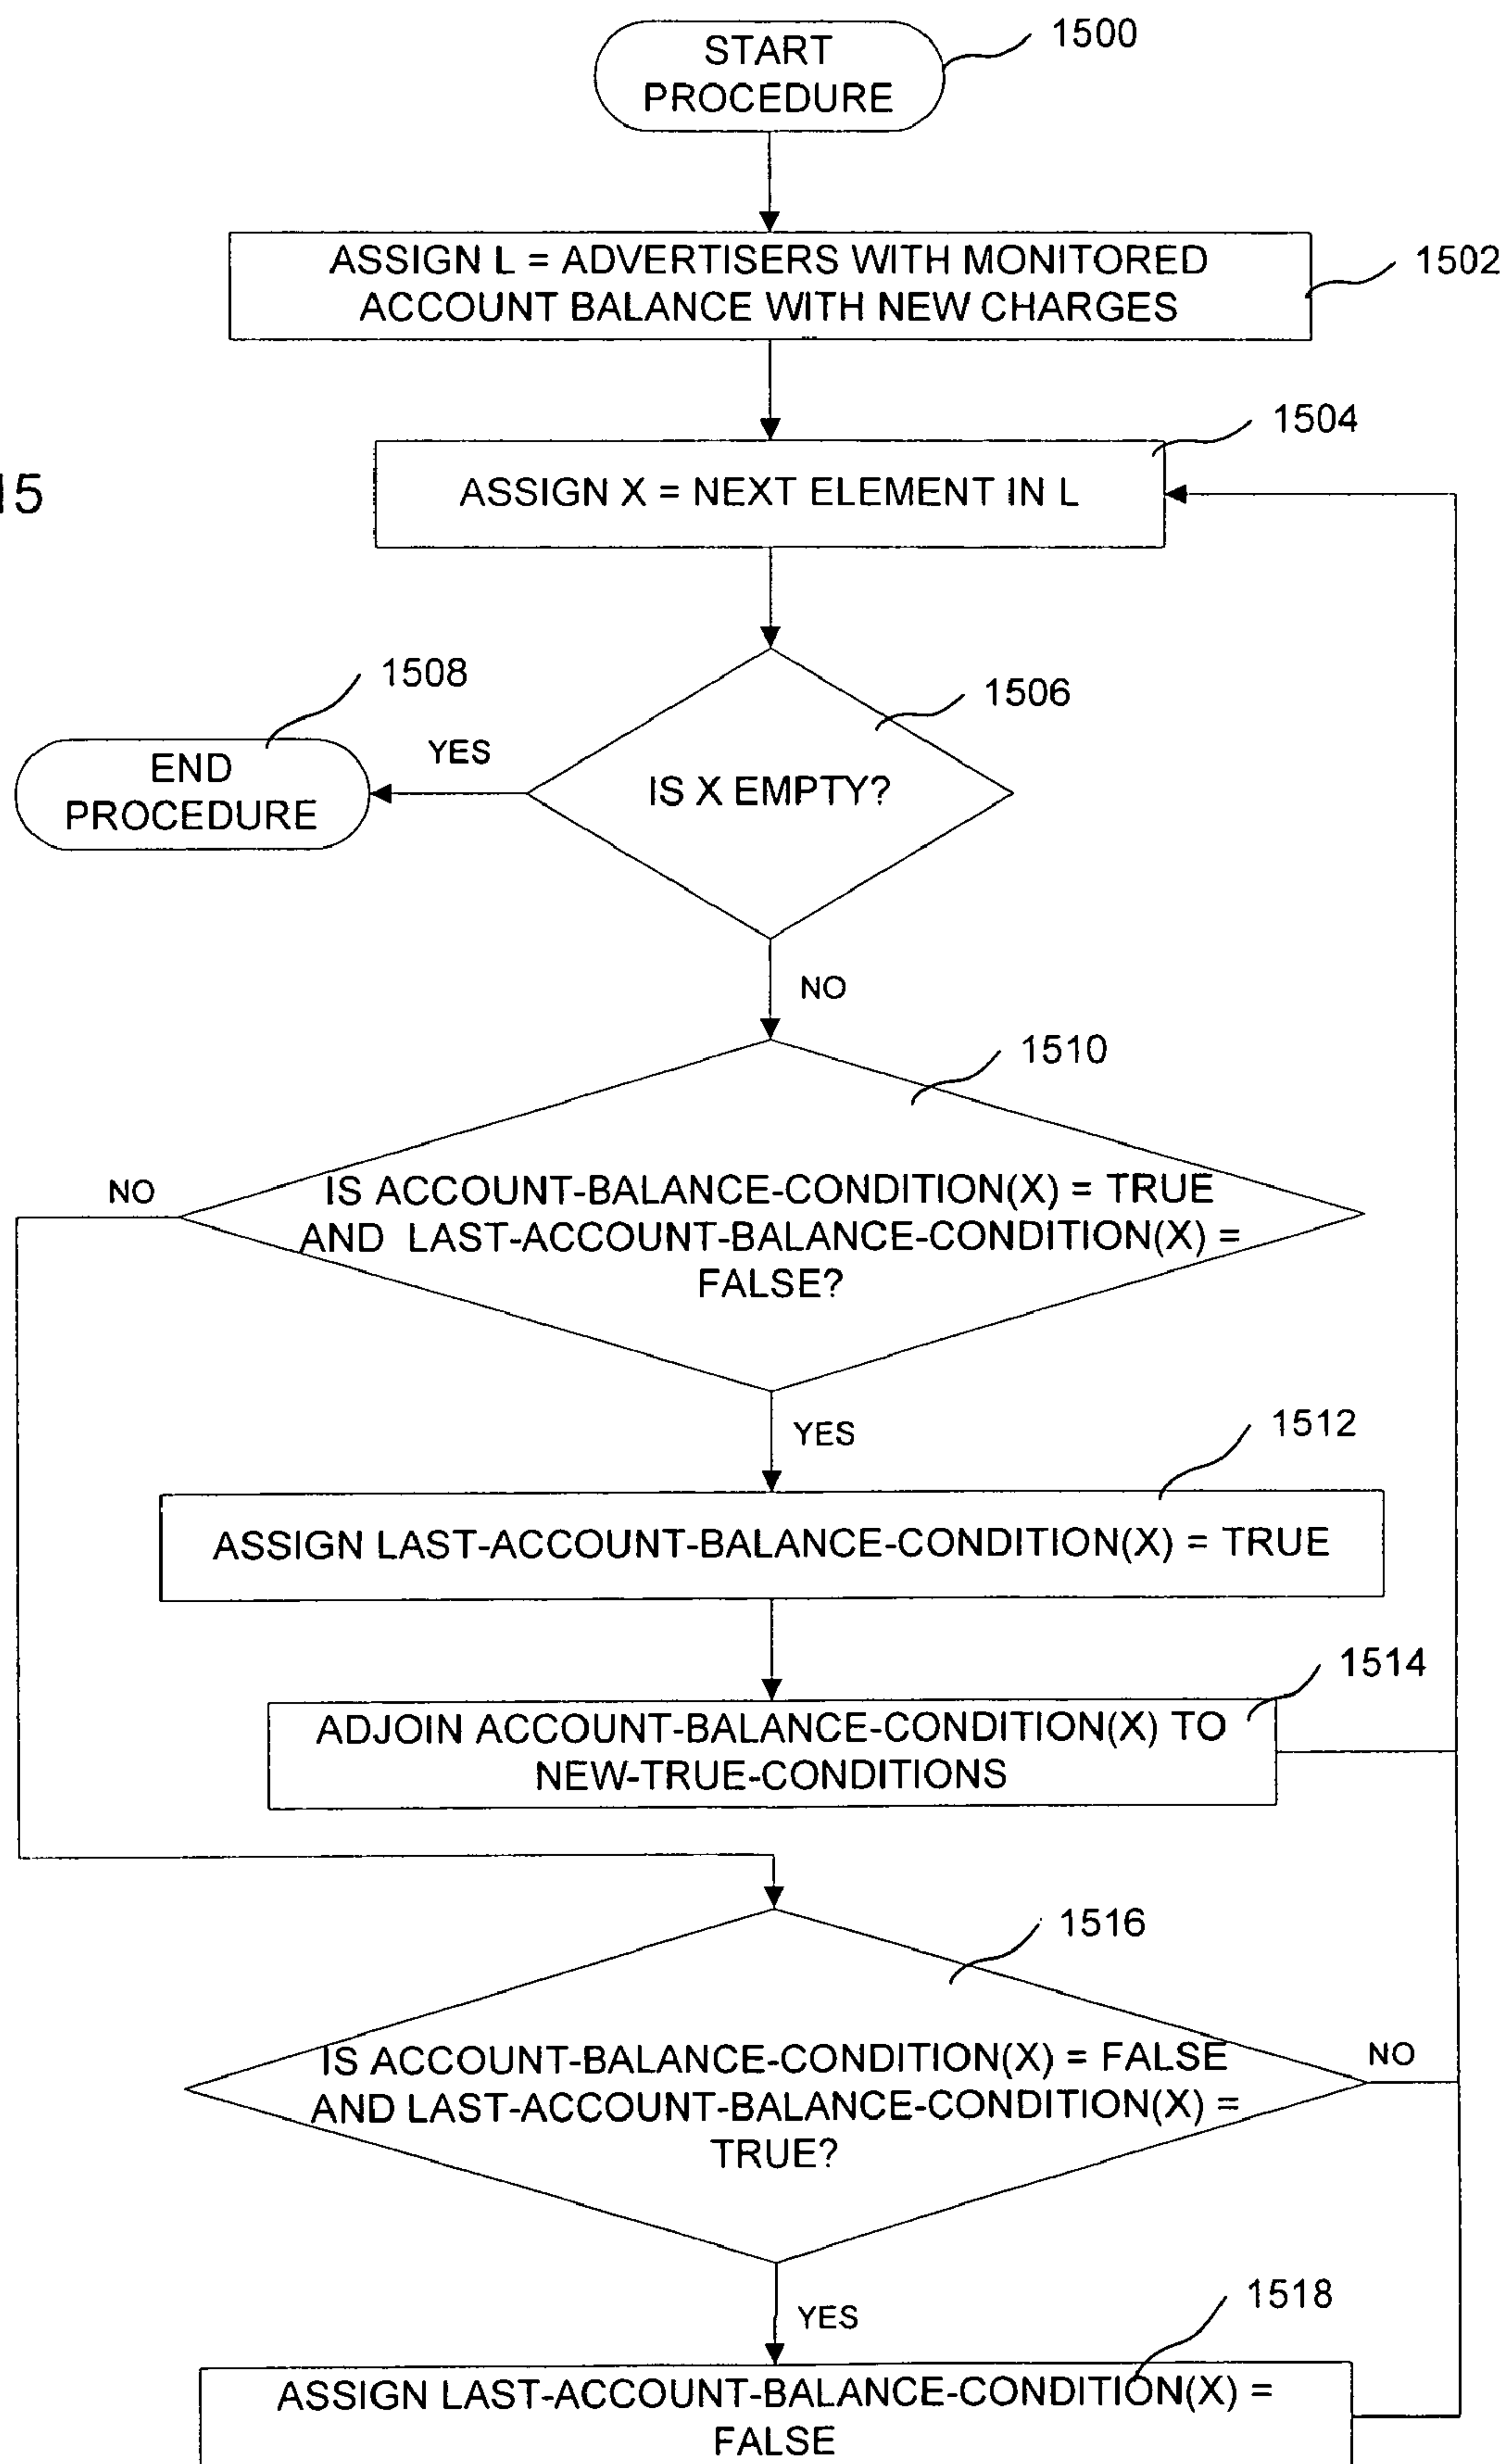 START
PROCEDURE
1500
ASSIGN L = ADVERTISERS WITH MONITORED
ACCOUNT BALANCE WITH NEW CHARGES
1502
1504
15
ASSIGN X = NEXT ELEMENT IN L
1508
1506
END
PROCEDURE
YES
IS X EMPTY?
NO
1510
NO
IS ACCOUNT-BALANCE-CONDITION(X) = TRUE
AND LAST-ACCOUNT-BALANCE-CONDITION(X) =
FALSE?
YES
1512
ASSIGN LAST-ACCOUNT-BALANCE-CONDITION(X) = TRUE
1514
ADJOIN ACCOUNT-BALANCE-CONDITION(X) TO
NEW-TRUE-CONDITIONS
1516
IS ACCOUNT-BALANCE-CONDITION(X) = FALSE
AND LAST-ACCOUNT-BALANCE-CONDITION(X) =
TRUE?
NO
YES
1518
ASSIGN LAST-ACCOUNT-BALANCE-CONDITION(X) =
FALSE